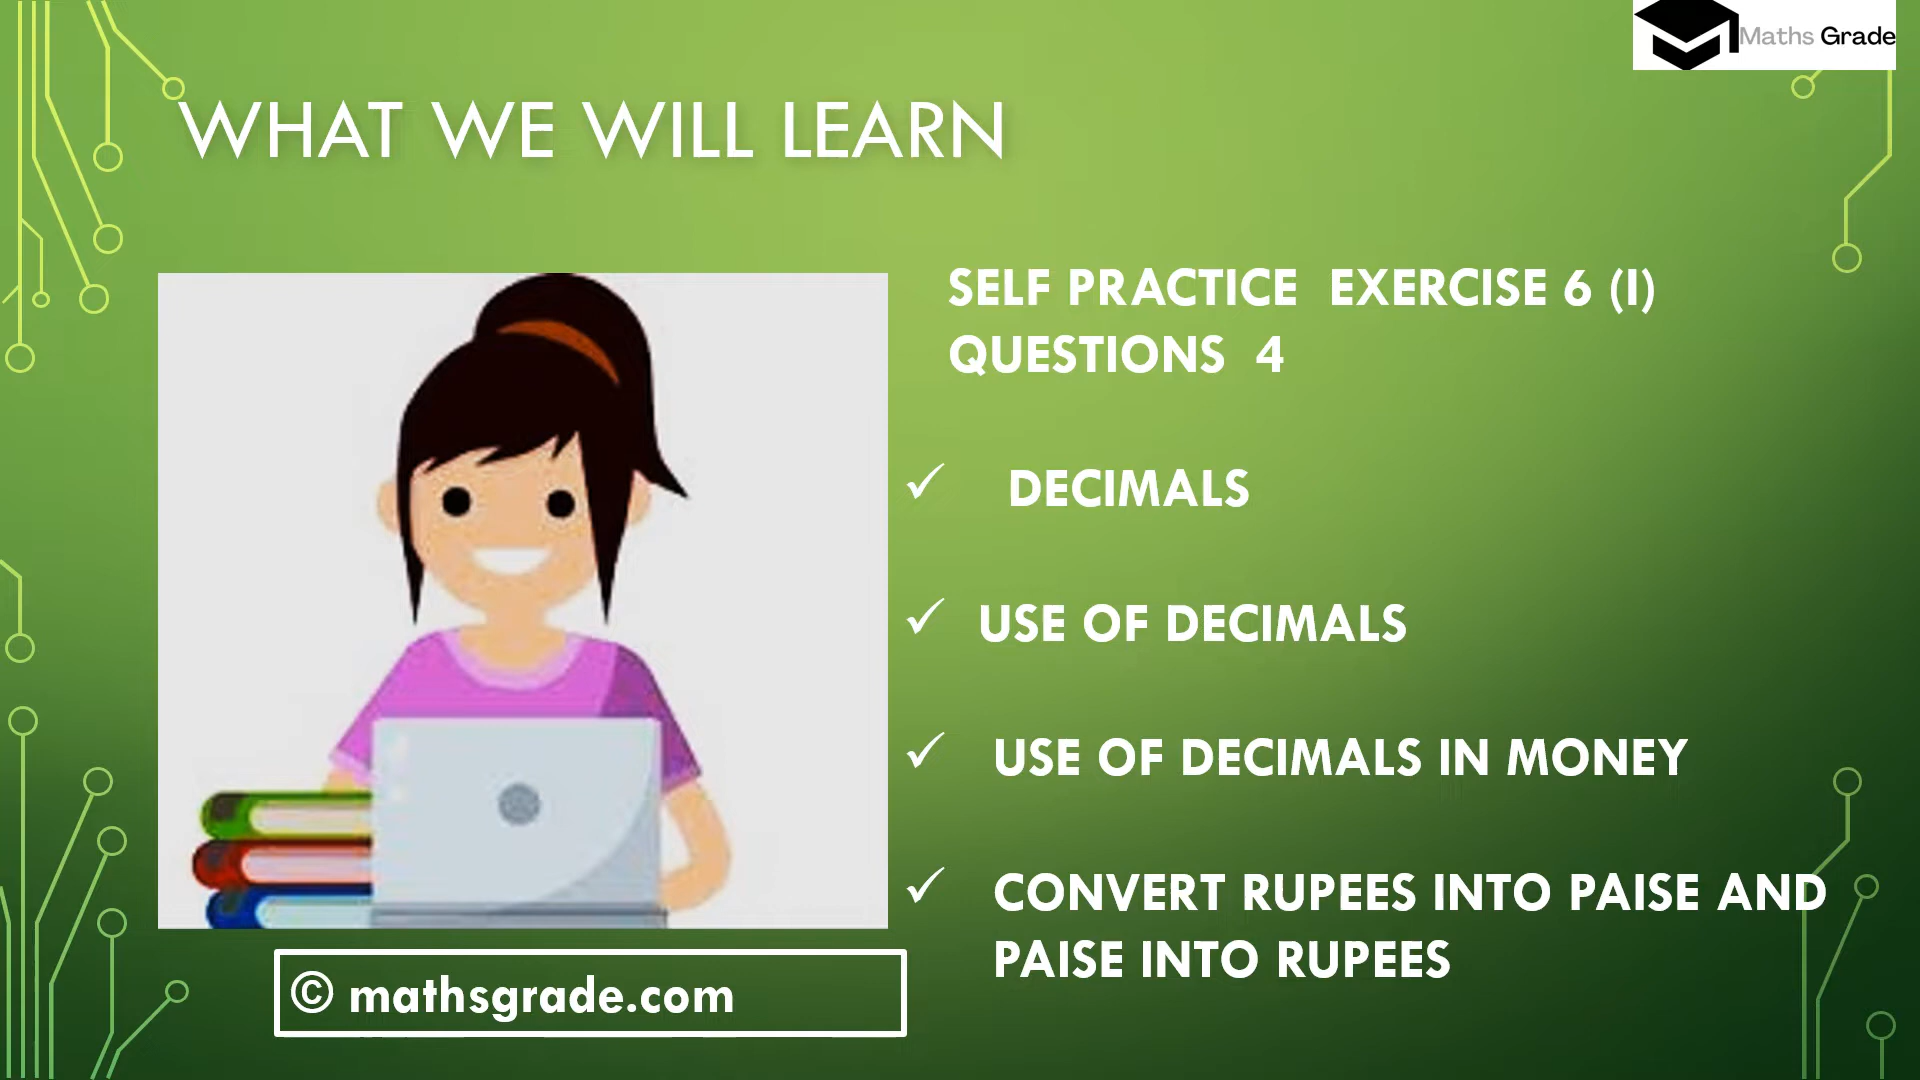 Maths Grade
WHAT WE WILL LEARN
SELF PRACTICE EXERCISE 6 (I)
QUESTIONS 4
✓ DECIMALS
✓ USE OF DECIMALS
✓ USE OF DECIMALS IN MONEY
✓ CONVERT RUPEES INTO PAISE AND
PAISE INTO RUPEES
© mathsgrade.com